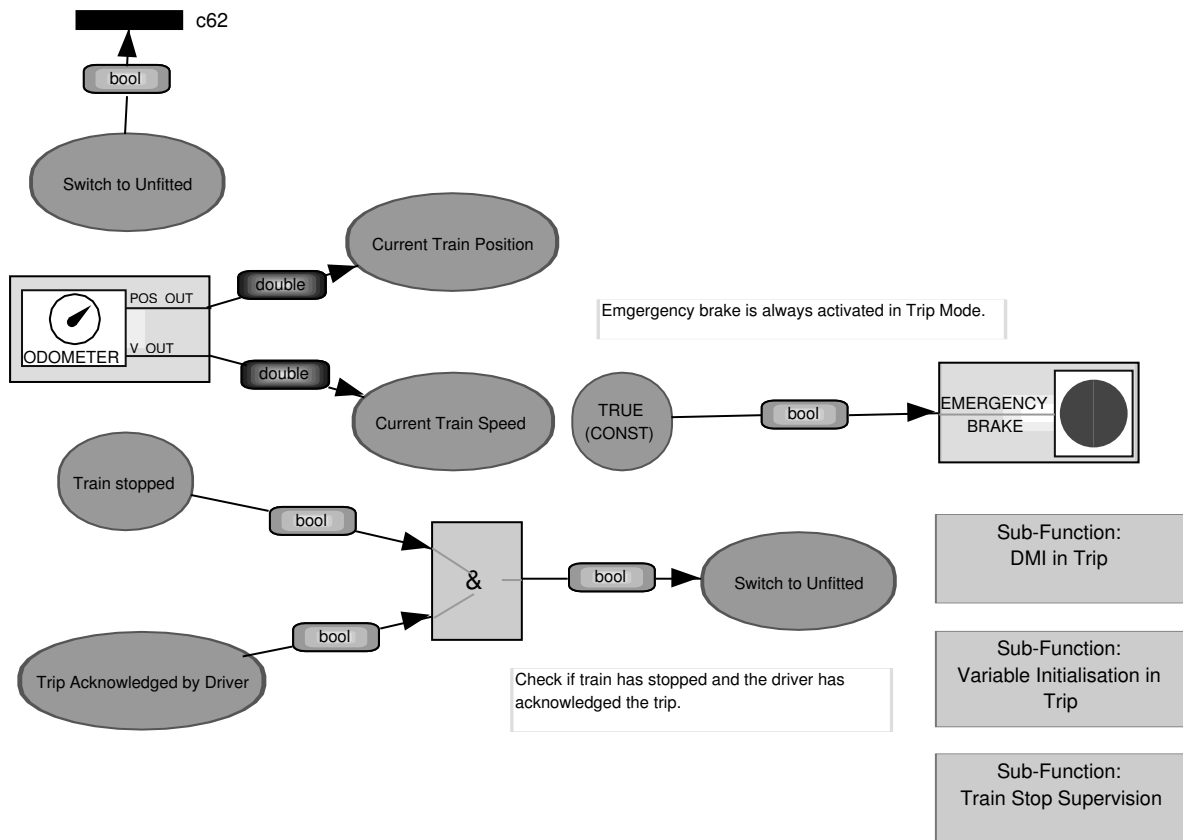 c62
bool
Switch to Unfitted
Current Train Position
double
POS OUT
V OUT
ODOMETER
double
Current Train Speed
Emgergency brake is always activated in Trip Mode.
TRUE
(CONST)
bool
EMERGENCY
BRAKE
Train stopped
bool
&
bool
Switch to Unfitted
bool
Trip Acknowledged by Driver
Check if train has stopped and the driver has
acknowledged the trip.
Sub-Function:
DMI in Trip
Sub-Function:
Variable Initialisation in
Trip
Sub-Function:
Train Stop Supervision